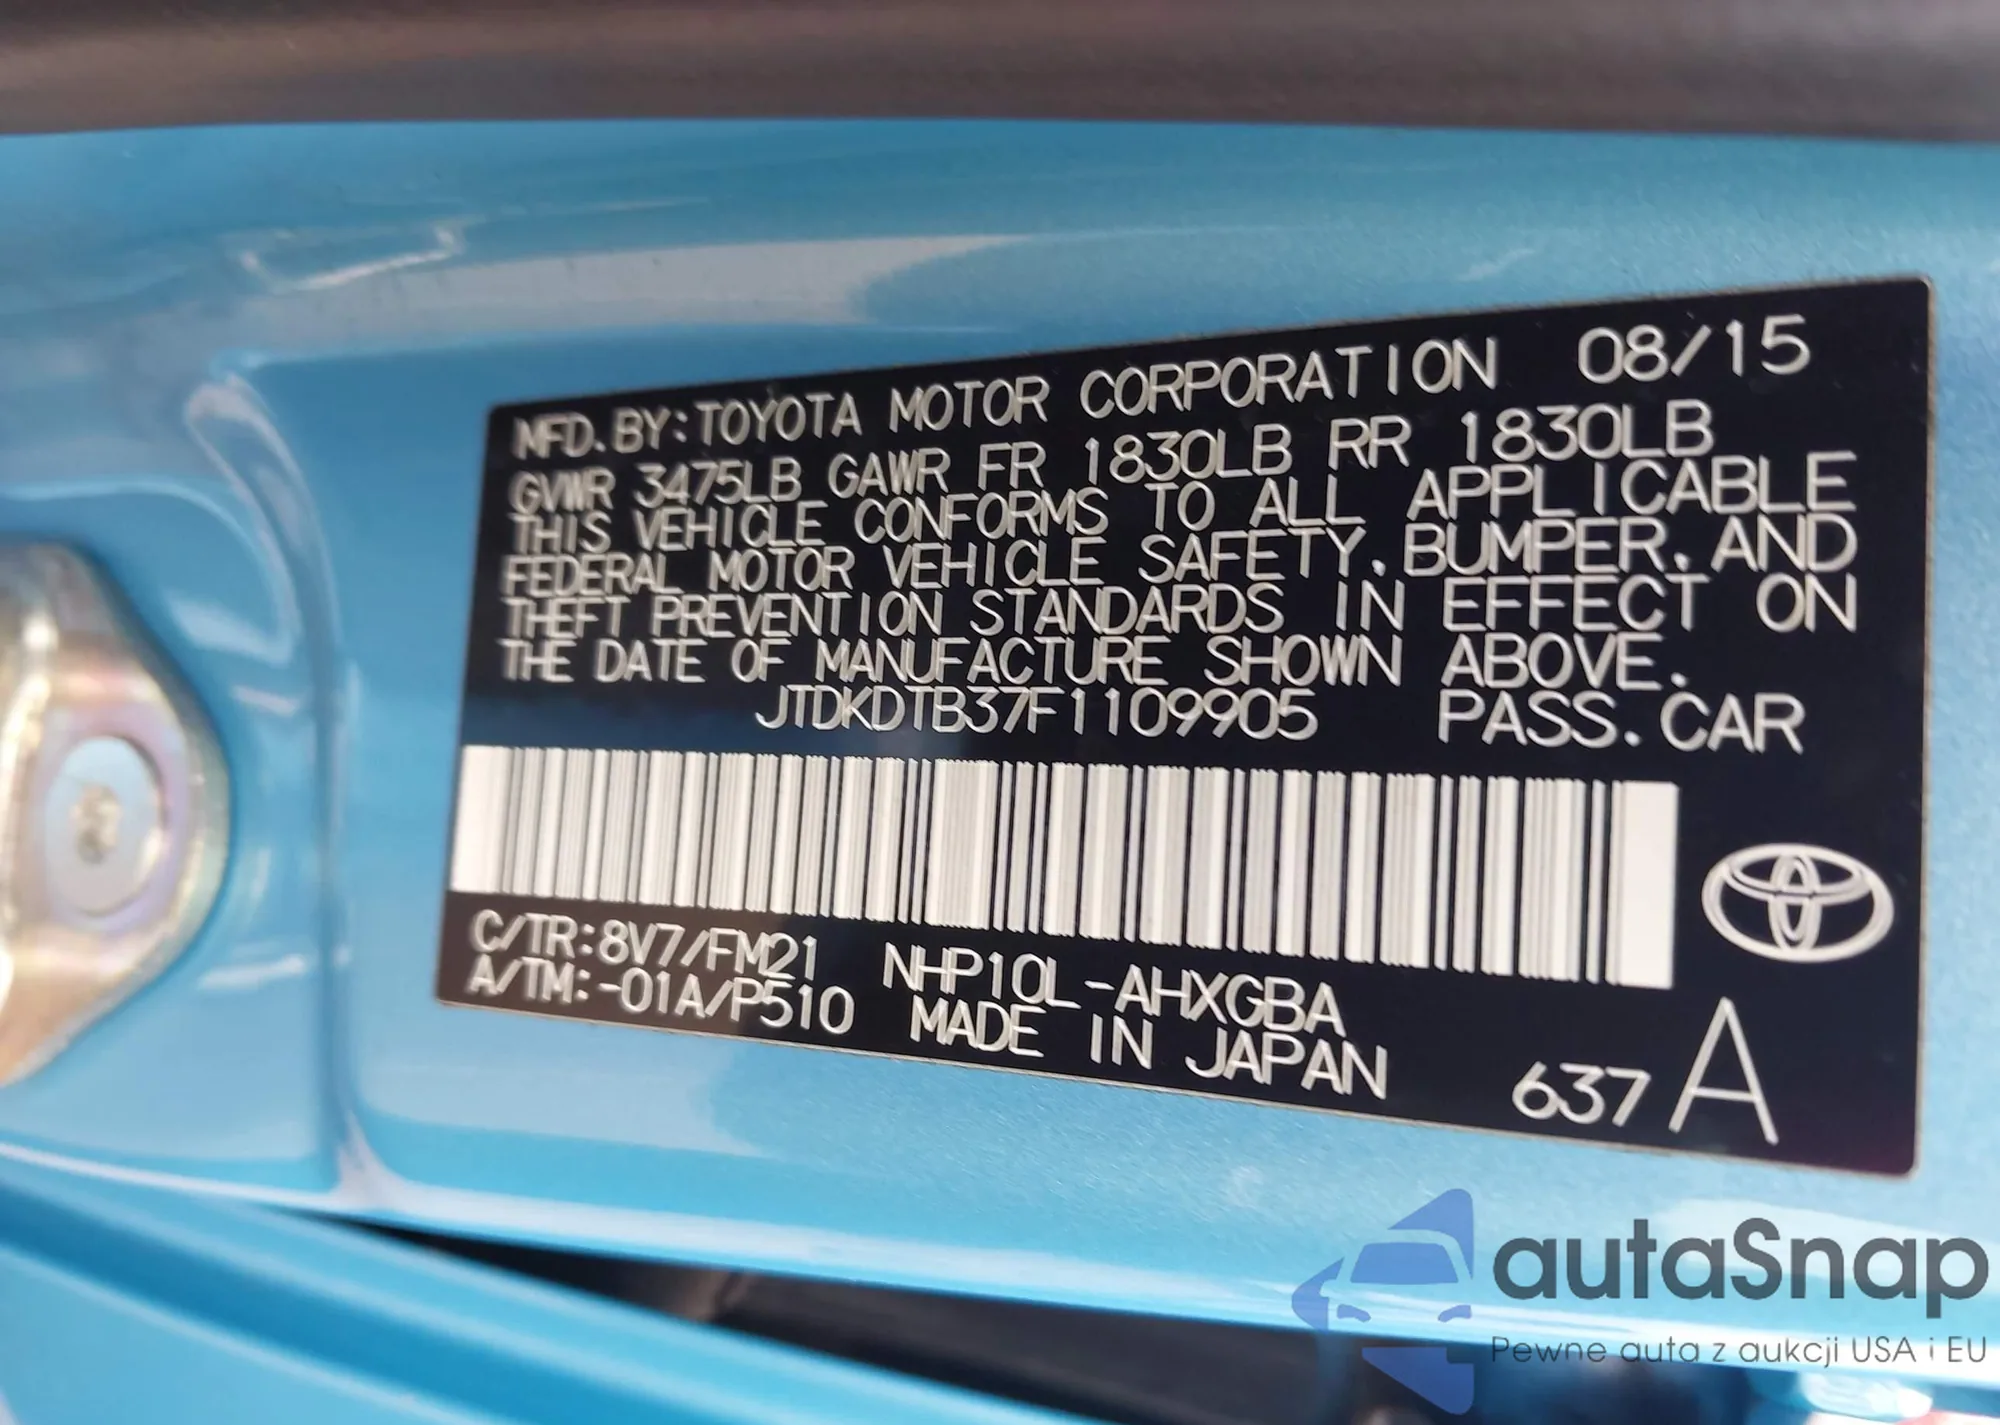 MFD. BY: TOYOTA MOTOR CORPORATION 08/15
GVWR 3475LB GAWR FR 1830LB RR 1830LB
THIS VEHICLE CONFORMS TO ALL APPLICABLE
FEDERAL MOTOR VEHICLE SAFETY, BUMPER, AND
THEFT PREVENTION STANDARDS IN EFFECT ON
THE DATE OF MANUFACTURE SHOWN ABOVE.
JTDKDTB37F1109905 PASS. CAR
C/TR:8V7/FM21 NHP10L-AHXGBA
A/TM:-01A/P510 MADE IN JAPAN 637 A
autaSnap
Pewne auta z aukcji USA i EU